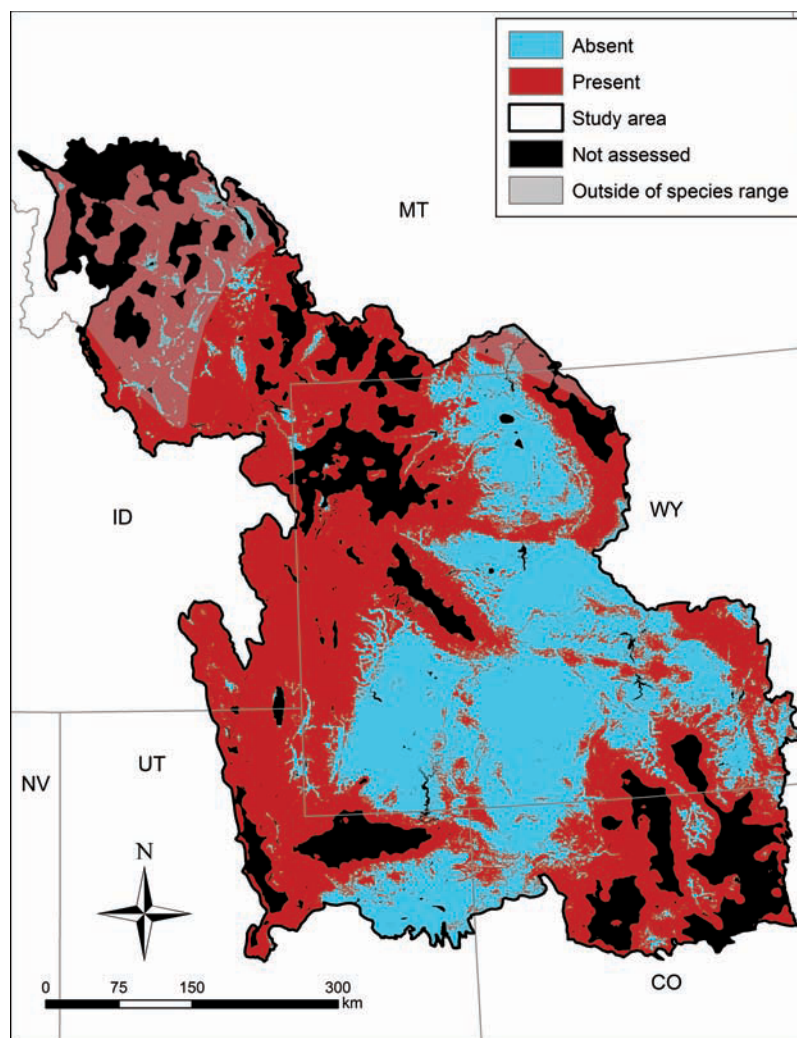 Absent
Present
Study area
Not assessed
Outside of species range
MT
ID
WY
NV
UT
N
0 75 150 300
km
CO